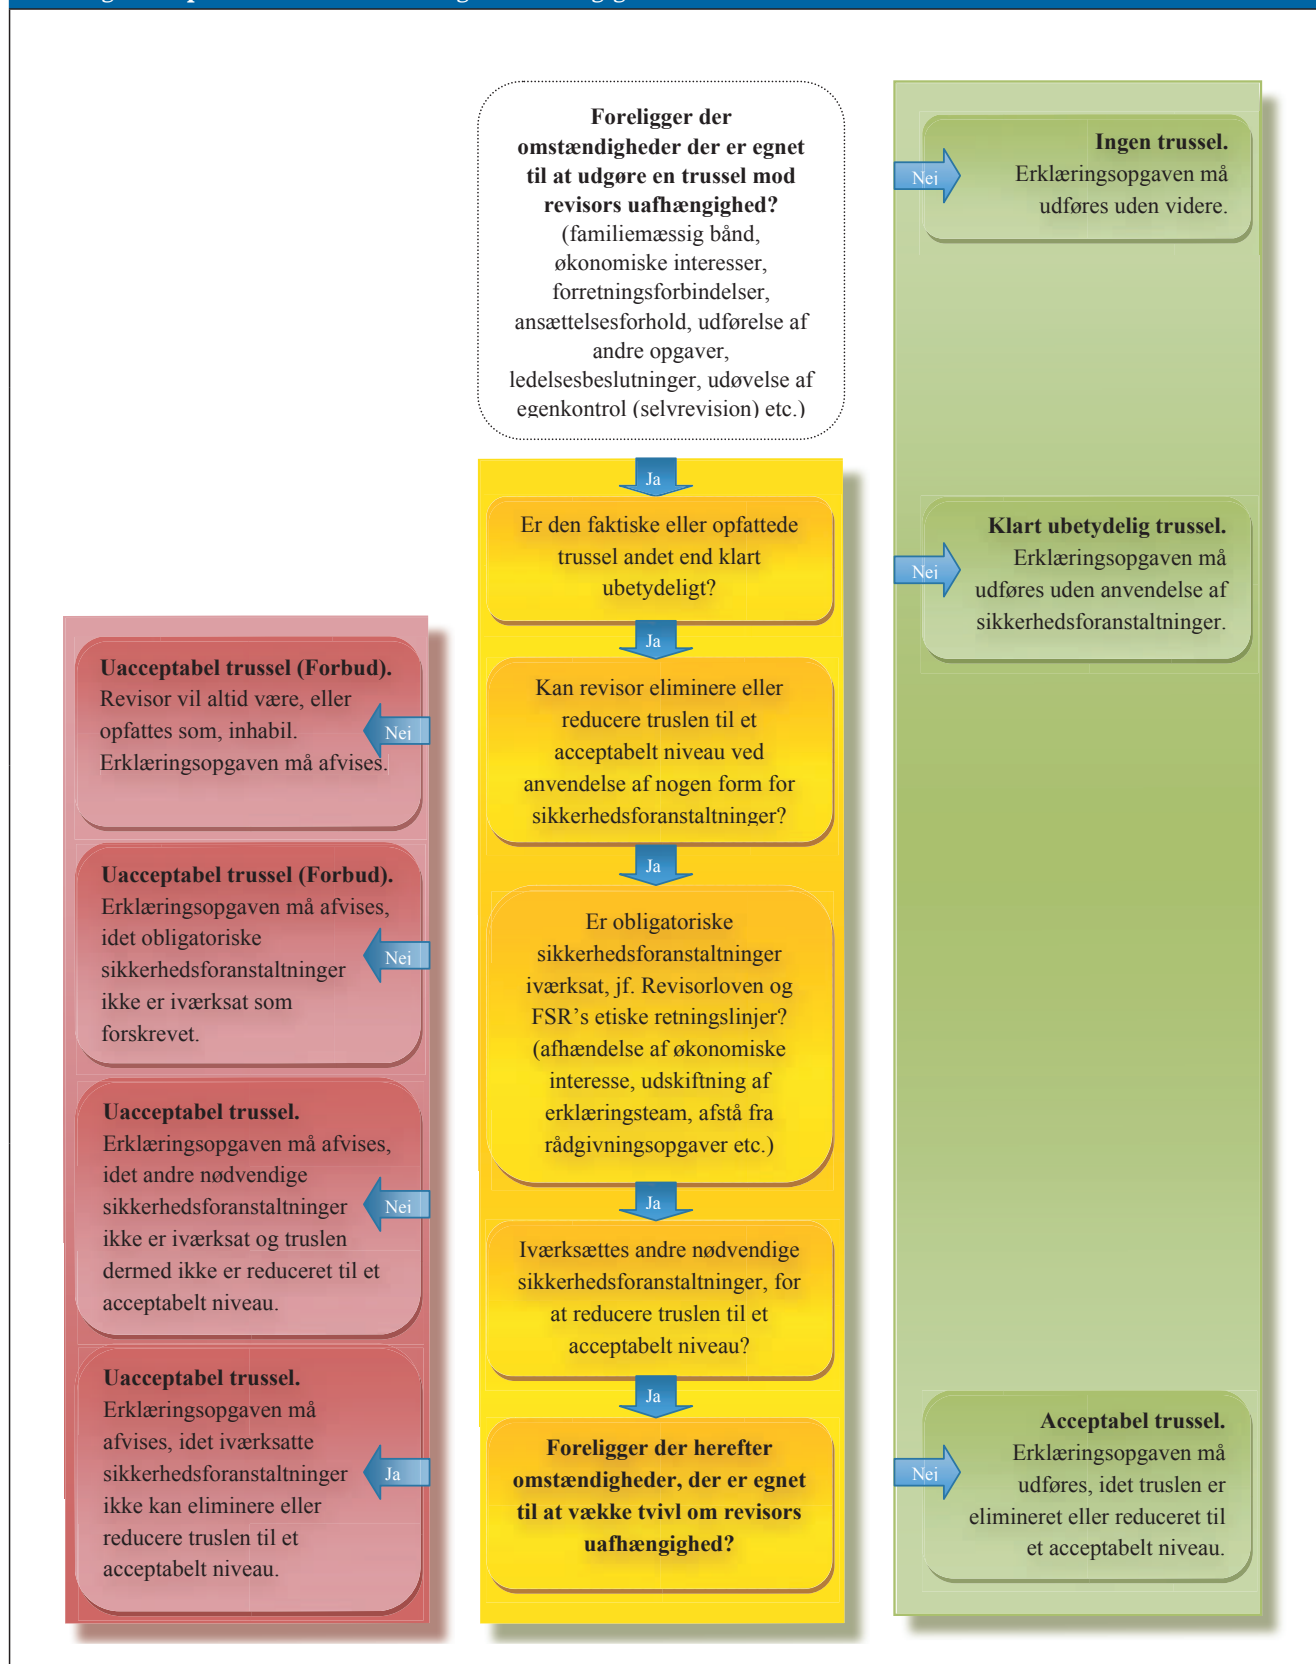 Foreligger der
omstændigheder der er egnet
til at udgøre en trussel mod
revisors uafhængighed?
(familiemæssig bånd,
økonomiske interesser,
forretningsforbindelser,
ansættelsesforhold, udførelse af
andre opgaver,
ledelsesbeslutninger, udøvelse af
egenkontrol (selvrevision) etc.)
Nej
Ingen trussel.
Erklæringsopgaven må
udføres uden videre.
Ja
Er den faktiske eller opfattede
trussel andet end klart
ubetydeligt?
Nej
Klart ubetydelig trussel.
Erklæringsopgaven må
udføres uden anvendelse af
sikkerhedsforanstaltninger.
Ja
Kan revisor eliminere eller
reducere truslen til et
acceptabelt niveau ved
anvendelse af nogen form for
sikkerhedsforanstaltninger?
Nej
Uacceptabel trussel (Forbud).
Revisor vil altid være, eller
opfattes som, inhabil.
Erklæringsopgaven må afvises.
Ja
Er obligatoriske
sikkerhedsforanstaltninger
iværksat, jf. Revisorloven og
FSR's etiske retningslinjer?
(afhændelse af økonomiske
interesse, udskiftning af
erklæringsteam, afstå fra
rådgivningsopgaver etc.)
Nej
Uacceptabel trussel (Forbud).
Erklæringsopgaven må afvises,
idet obligatoriske
sikkerhedsforanstaltninger
ikke er iværksat som
forskrevet.
Ja
Iværksættes andre nødvendige
sikkerhedsforanstaltninger, for
at reducere truslen til et
acceptabelt niveau?
Nej
Uacceptabel trussel.
Erklæringsopgaven må afvises,
idet andre nødvendige
sikkerhedsforanstaltninger
ikke er iværksat og truslen
dermed ikke er reduceret til et
acceptabelt niveau.
Ja
Foreligger der herefter
omstændigheder, der er egnet
til at vække tvivl om revisors
uafhængighed?
Ja
Uacceptabel trussel.
Erklæringsopgaven må
afvises, idet iværksatte
sikkerhedsforanstaltninger
ikke kan eliminere eller
reducere truslen til et
acceptabelt niveau.
Nej
Acceptabel trussel.
Erklæringsopgaven må
udføres, idet truslen er
elimineret eller reduceret til
et acceptabelt niveau.